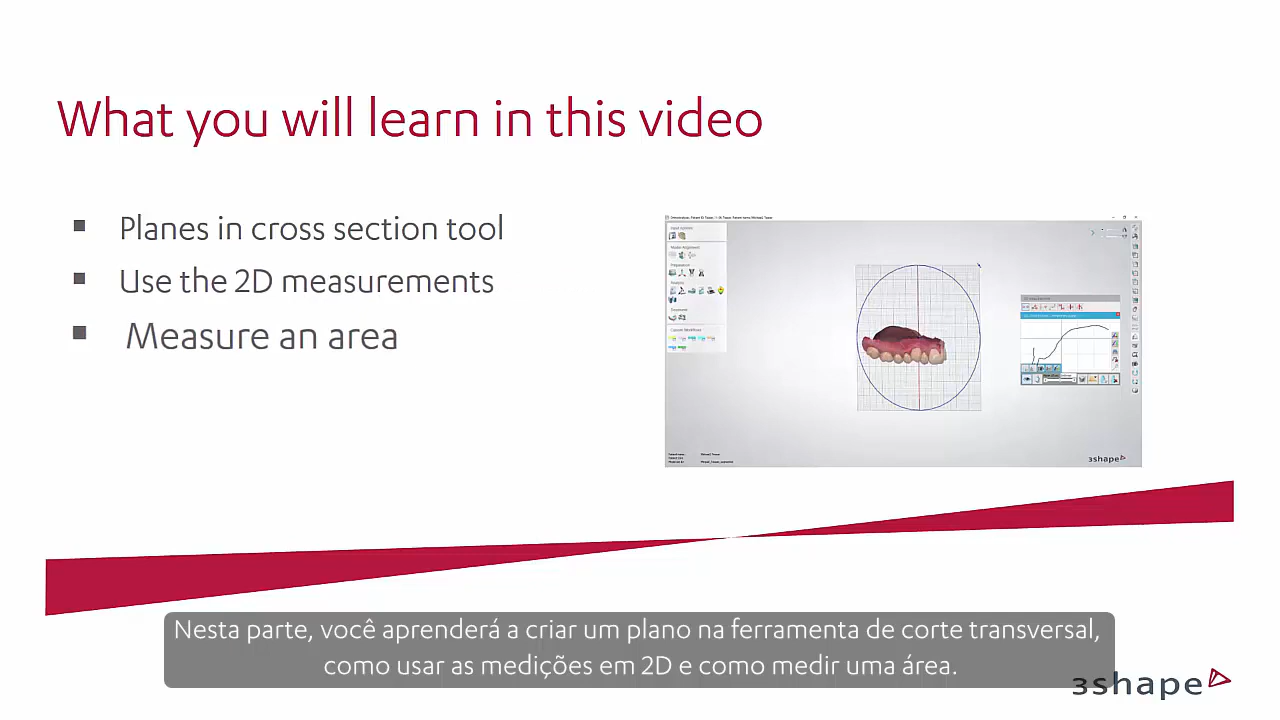 What you will learn in this video
Planes in cross section tool
Use the 2D measurements
Measure an area
3shape
Nesta parte, você aprenderá a criar um plano na ferramenta de corte transversal,
como usar as medições em 2D e como medir uma área.
3shape